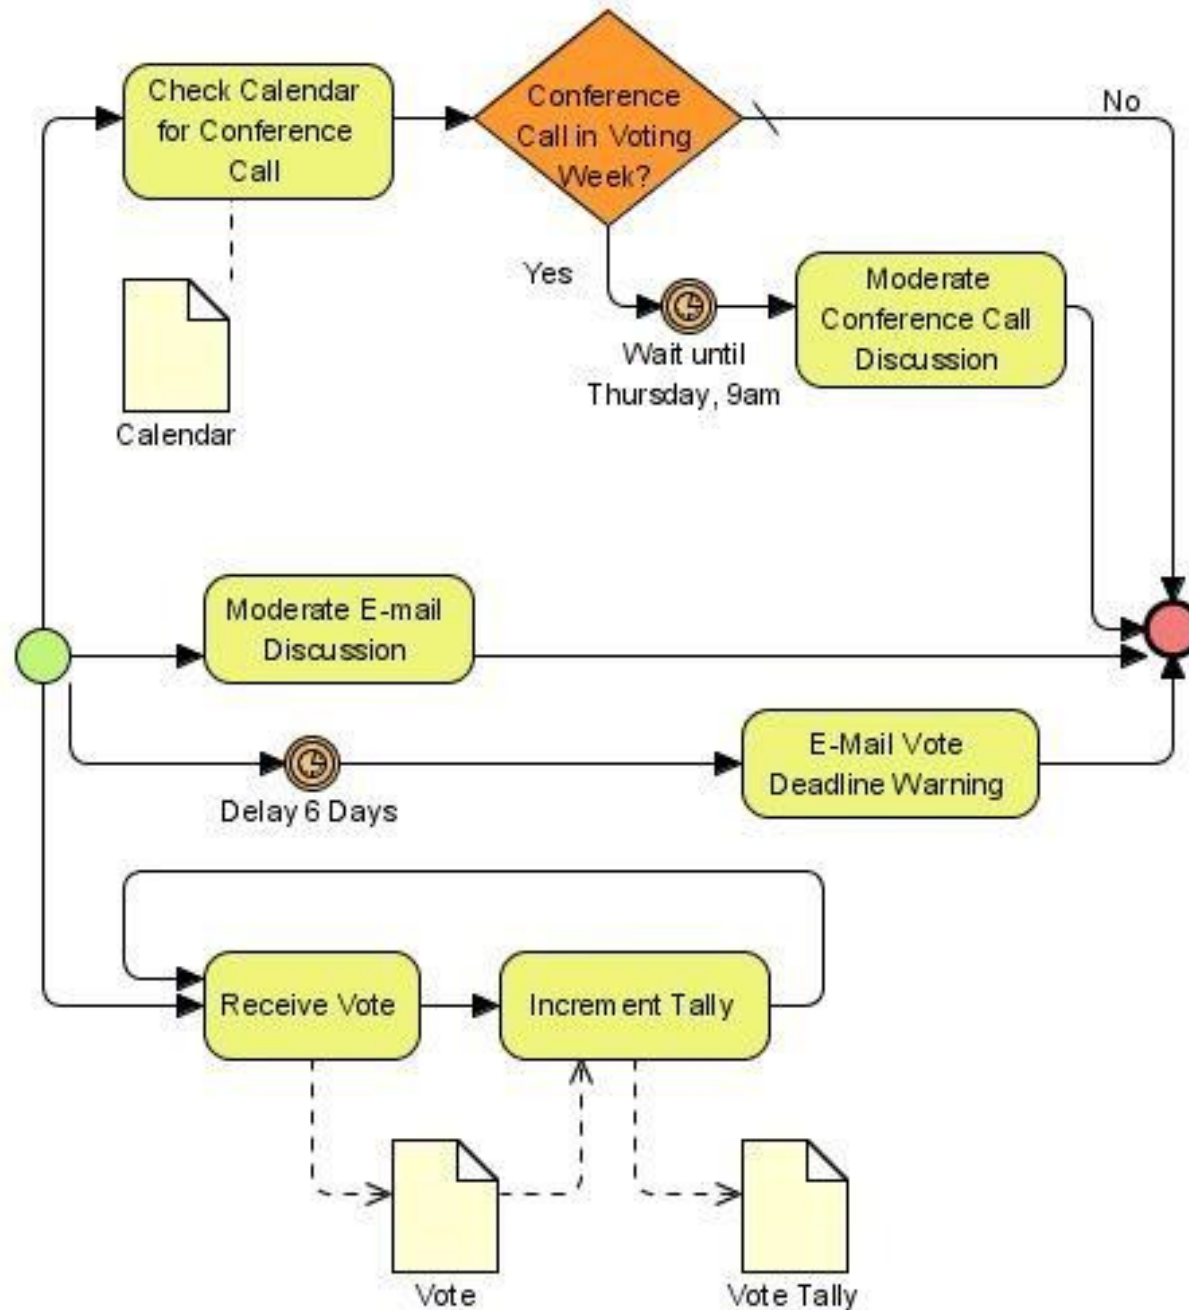 Check Calendar
for Conference
Call
Conference
Call in Voting
Week?
No
Yes
Moderate
Conference Call
Discussion
Wait until
Thursday, 9am
Calendar
Moderate E-mail
Discussion
E-Mail Vote
Deadline Warning
Delay 6 Days
Receive Vote
Increment Tally
Vote
Vote Tally